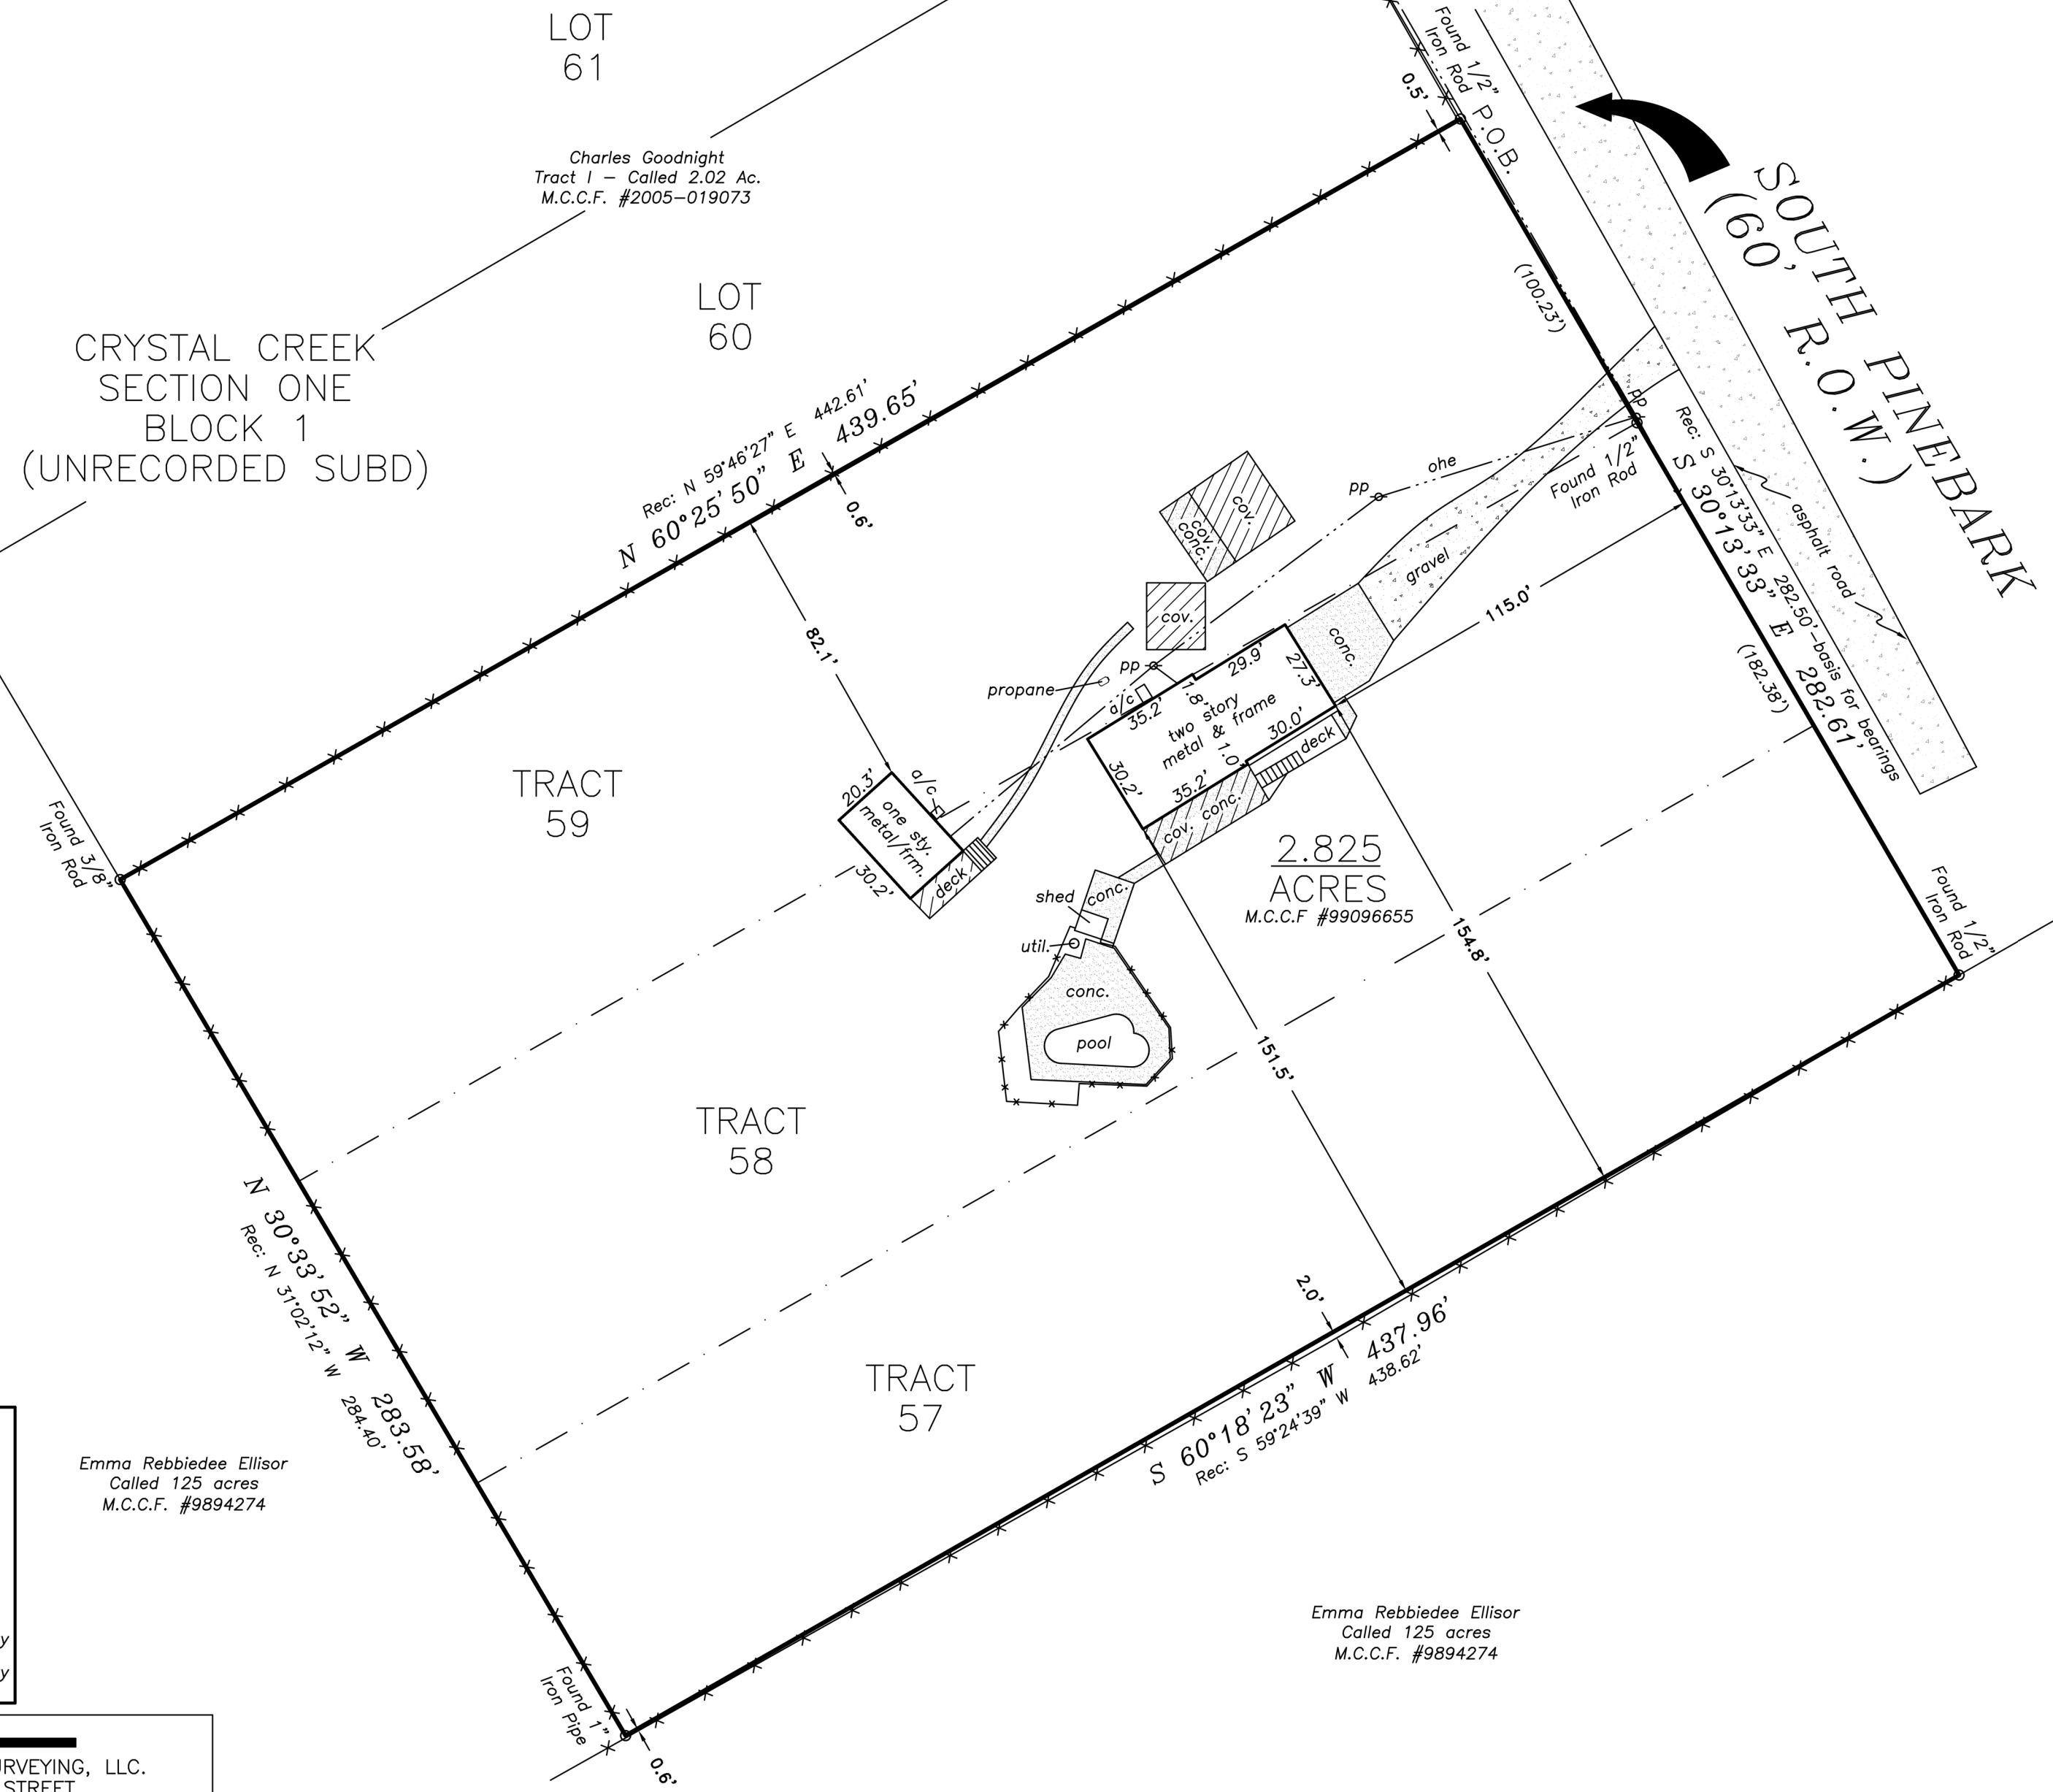 LOT
61
Charles Goodnight
Tract I – Called 2.02 Ac.
M.C.C.F. #2005–019073
LOT
60
CRYSTAL CREEK
SECTION ONE
BLOCK 1
(UNRECORDED SUBD)
Found 1/2"
Iron Rod
P.O.B.
0.5'
SOUTH PINEBARK
(60' R.O.W.)
(100.23')
Rec: N 59°46'27" E 442.61'
N 60°25'50" E 439.65'
0.6'
82.1'
pp
Found 1/2"
Iron Rod
Rec: S 30°13'33" E 282.50'-basis for bearings
S 30°13'33" E 282.61'
(182.38')
asphalt road
ohe
pp
cov.
cov.
conc.
cov.
gravel
conc.
115.0'
pp
propane
a/c
29.9'
27.3'
1.8'
35.2'
two story
metal & frame
30.0'
1.0'
30.2'
35.2'
deck
cov. conc.
TRACT
59
20.3'
a/c
one sty.
metal/frm.
30.2'
deck
Found 3/8"
Iron Rod
2.825
ACRES
M.C.C.F #99096655
shed
conc.
util.
conc.
pool
154.8'
151.5'
Found 1/2"
Iron Rod
TRACT
58
N 30°33'52" W 283.58'
Rec: N 31°02'12" W 284.40'
TRACT
57
2.0'
S 60°18'23" W 437.96'
Rec: S 59°24'39" W 438.62'
Emma Rebbiedee Ellisor
Called 125 acres
M.C.C.F. #9894274
Emma Rebbiedee Ellisor
Called 125 acres
M.C.C.F. #9894274
Found 1"
Iron Pipe
0.6'
y
y
URVEYING, LLC.
STREET